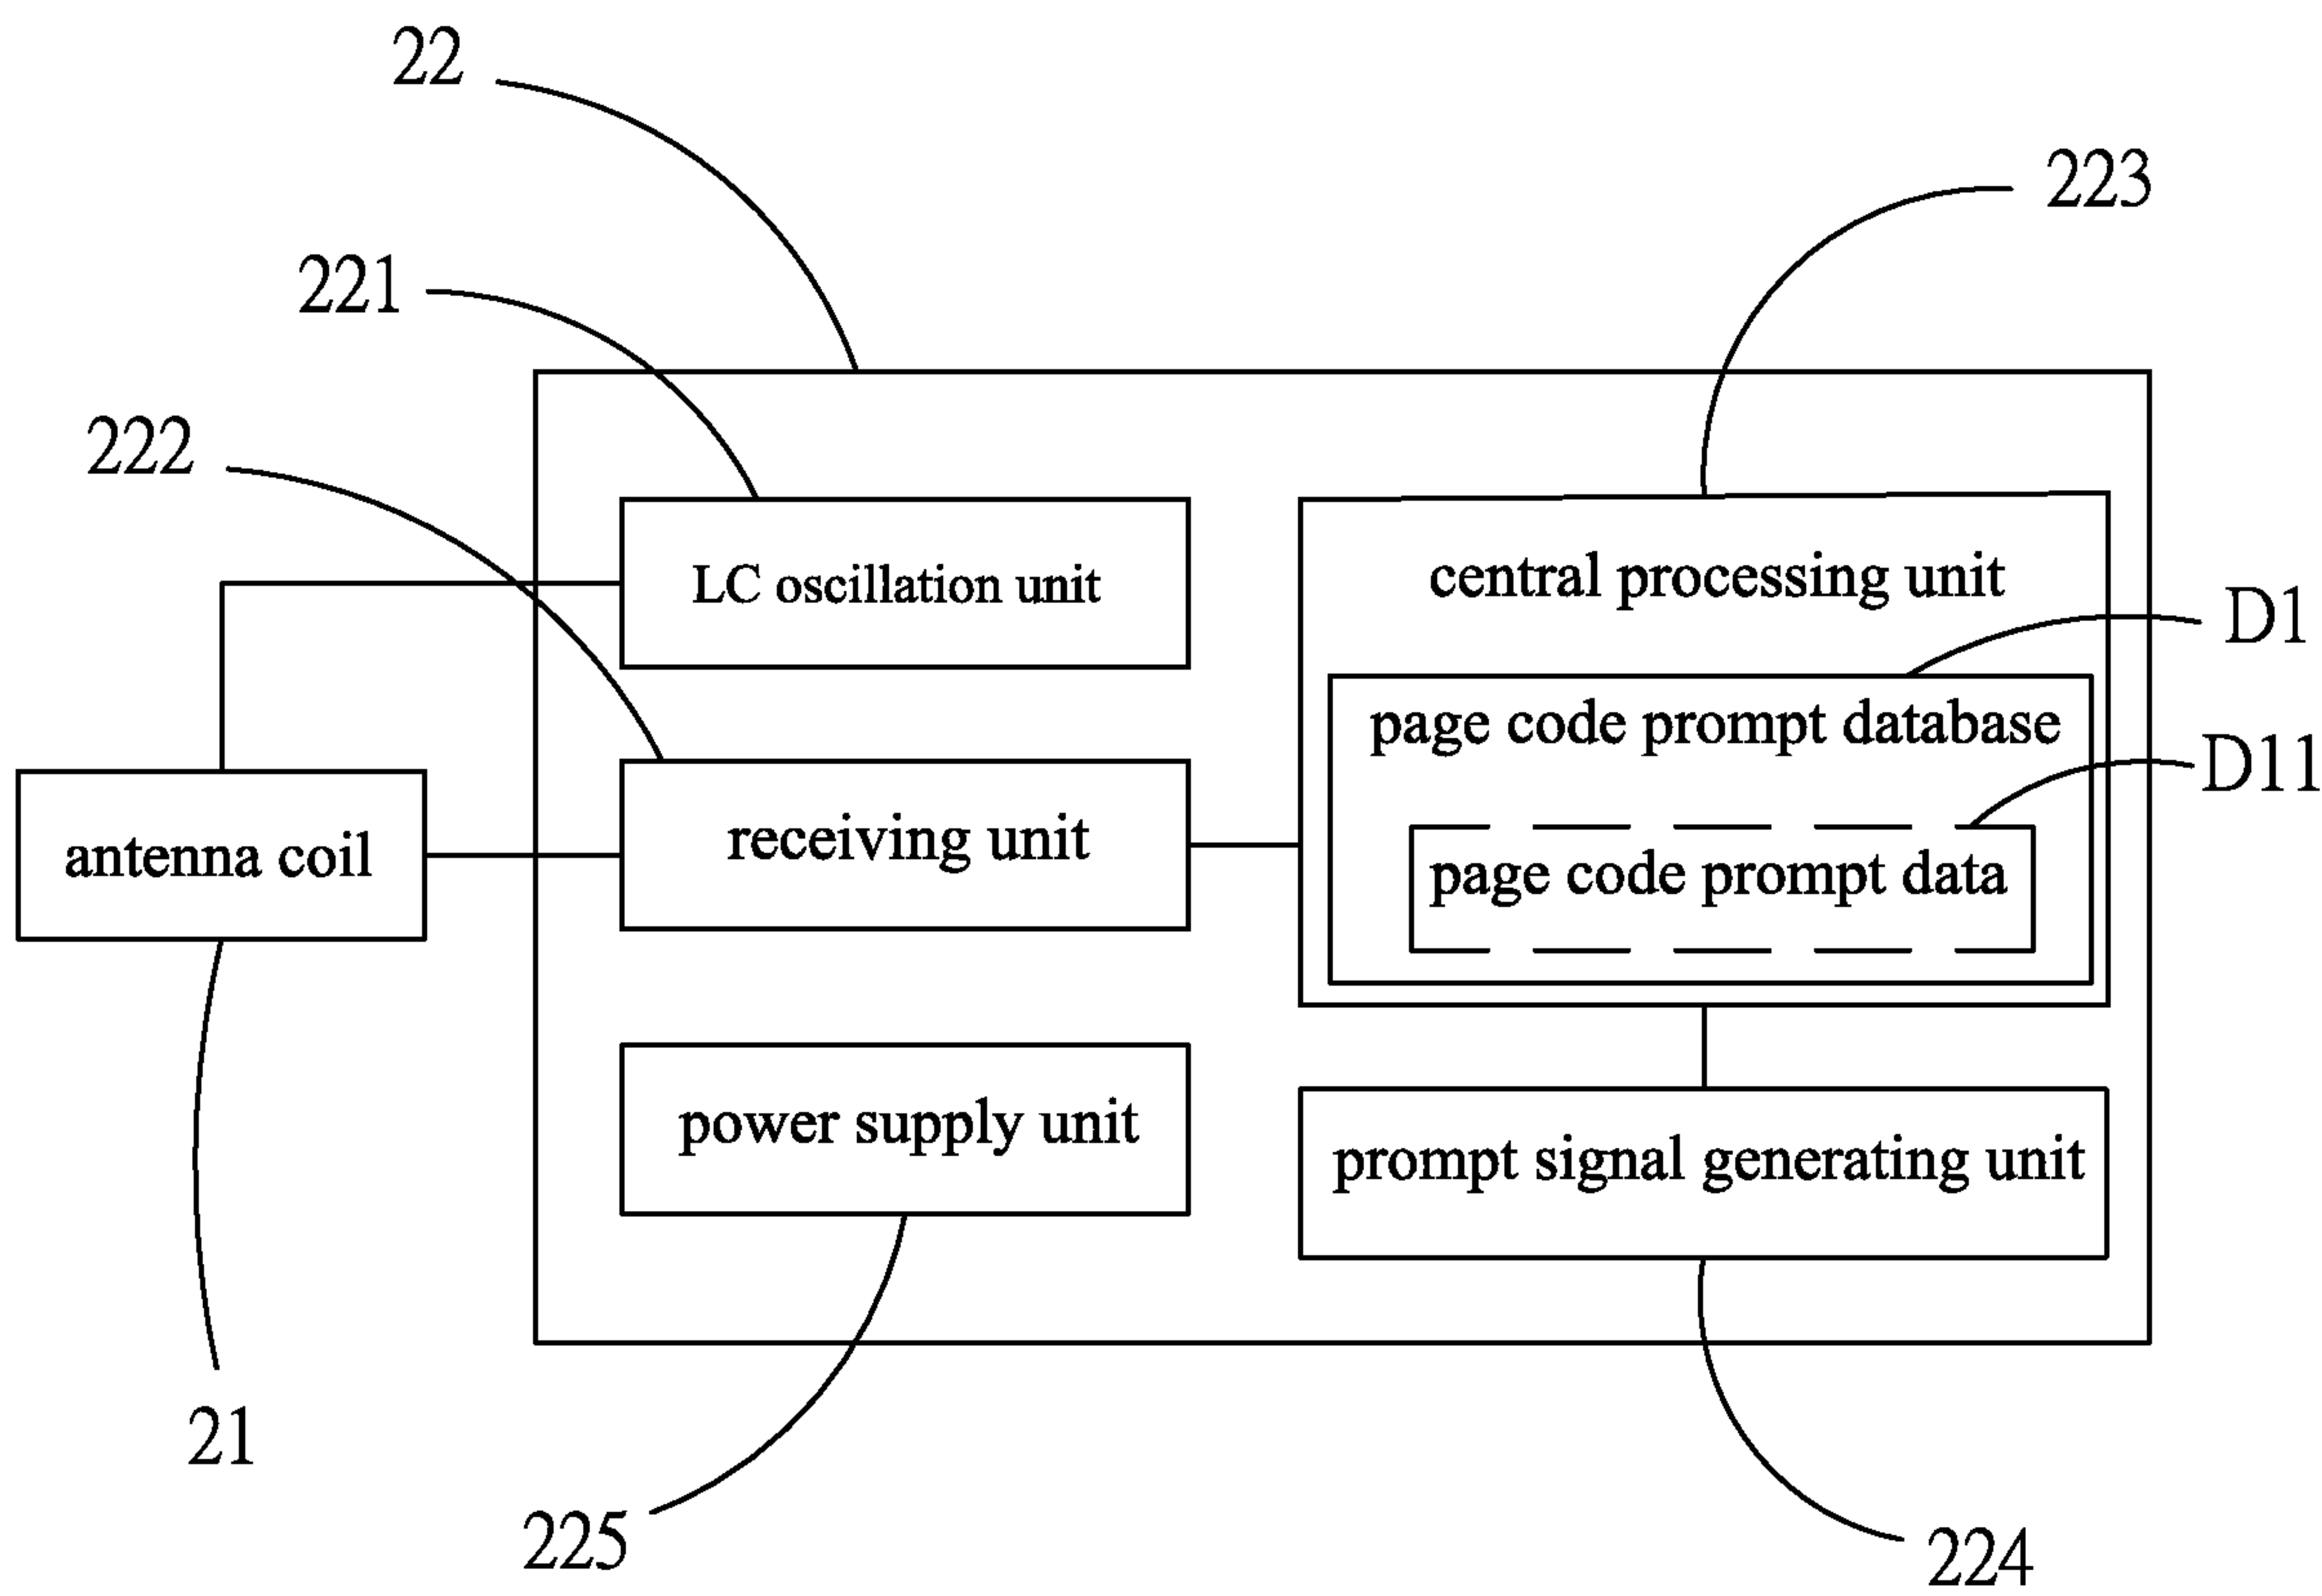 22
223
221
222
LC oscillation unit
central processing unit
D1
page code prompt database
D11
antenna coil
receiving unit
page code prompt data
power supply unit
prompt signal generating unit
21
225
224